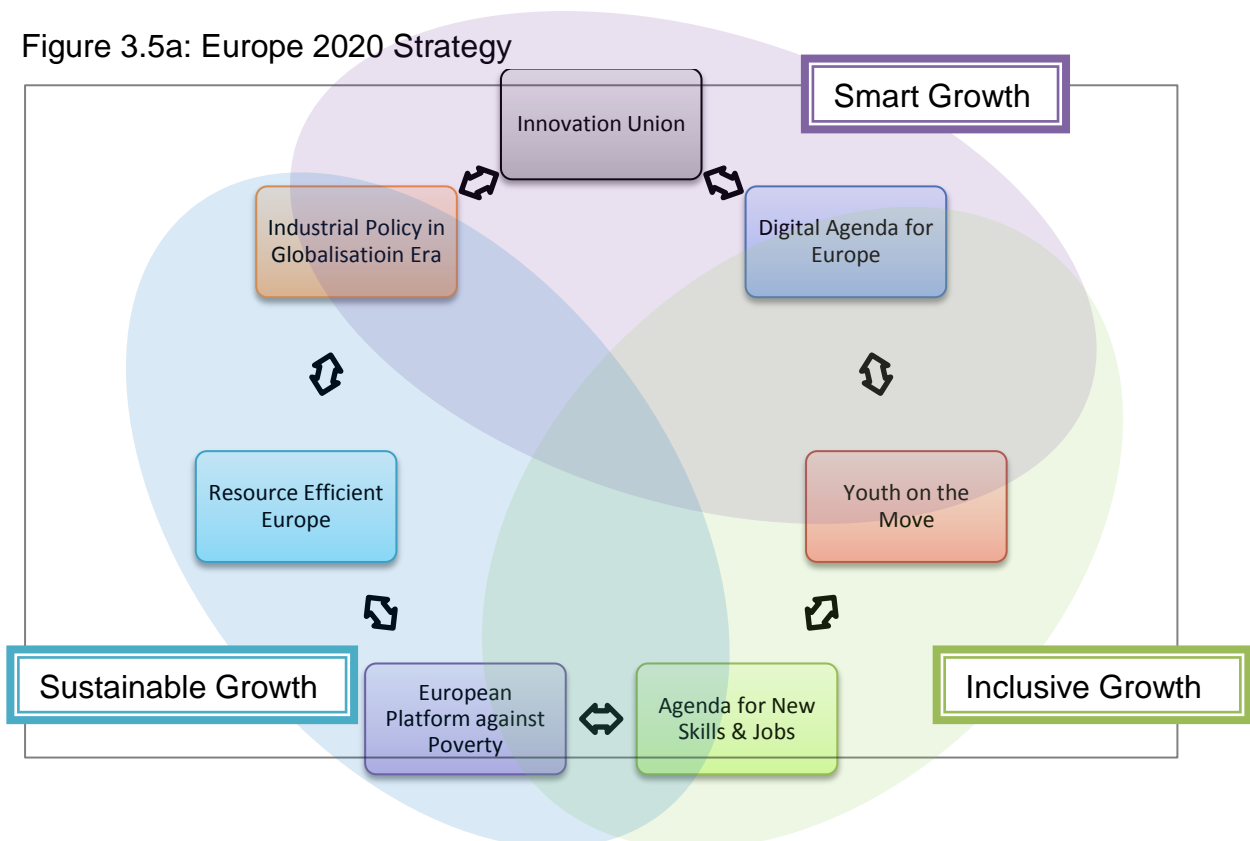 Figure 3.5a: Europe 2020 Strategy
Smart Growth
Innovation Union
Industrial Policy in
Globalisatioin Era
Digital Agenda for
Europe
Resource Efficient
Europe
Youth on the
Move
Sustainable Growth
European
Platform against
Poverty
Agenda for New
Skills & Jobs
Inclusive Growth